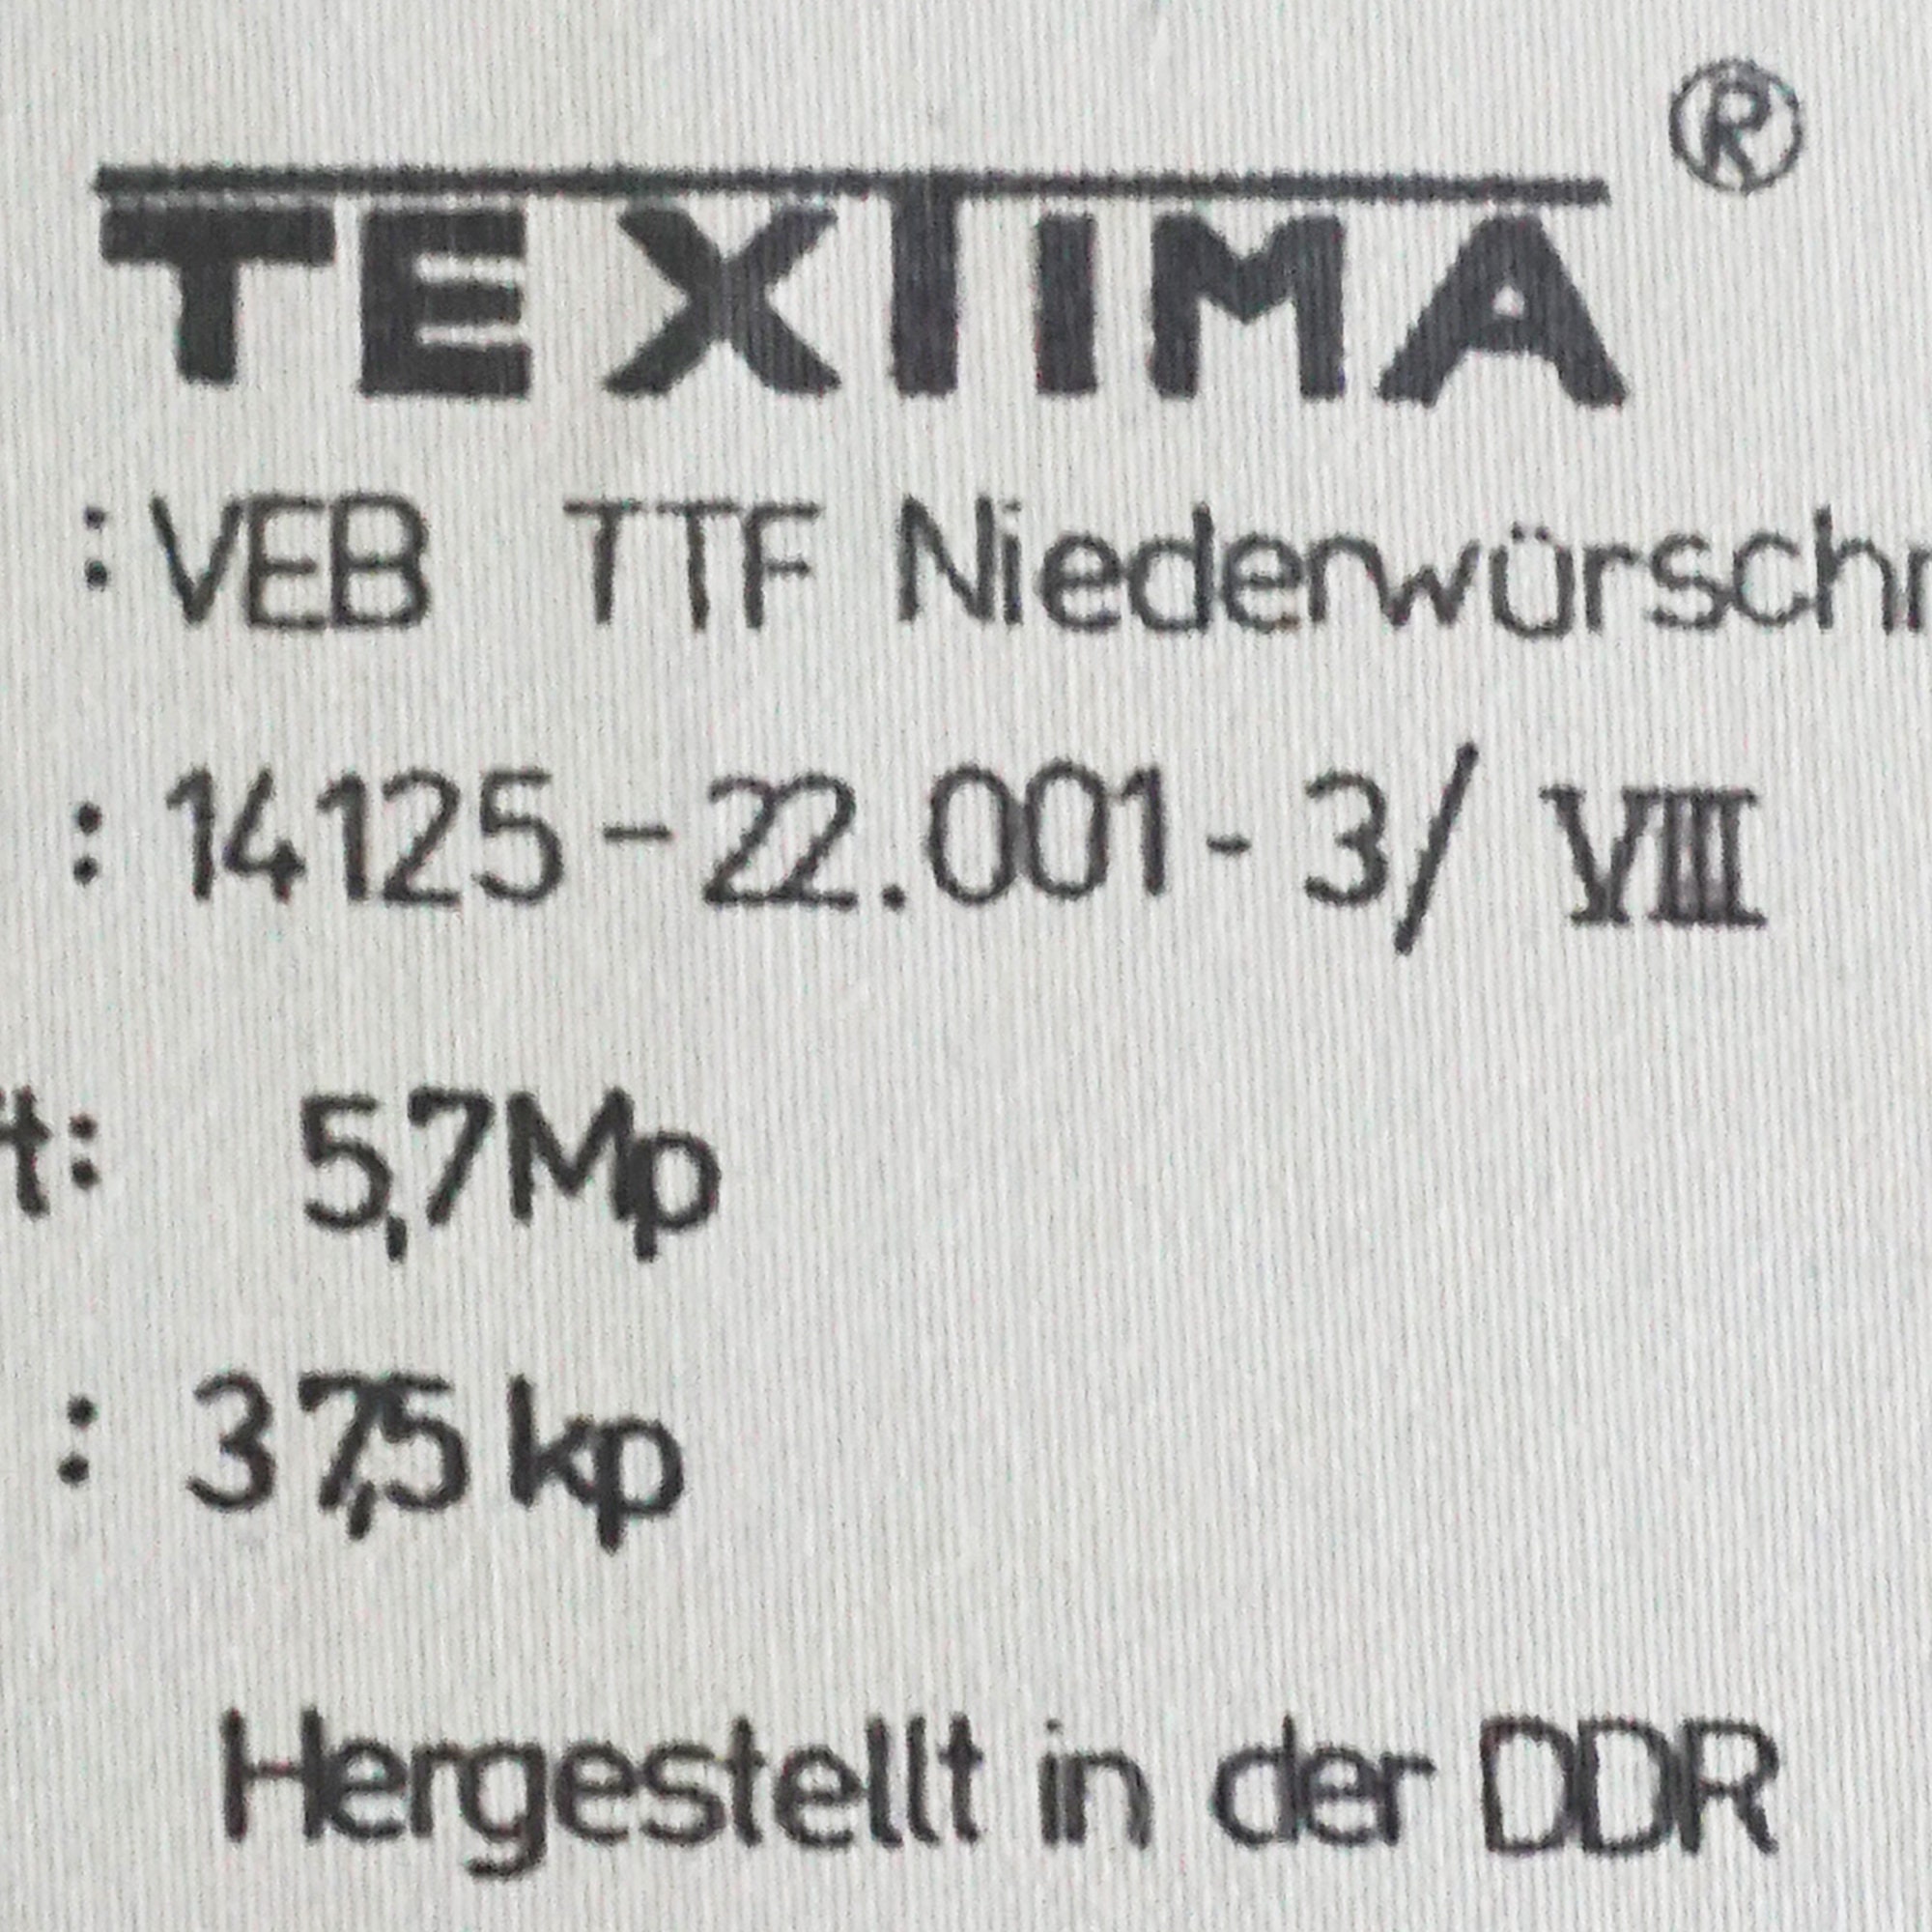 TEXTIMA ®
: VEB TTF Niederwürsch
: 14125-22.001-3/ VIII
t: 5,7Mp
: 37,5 kp
Hergestellt in der DDR